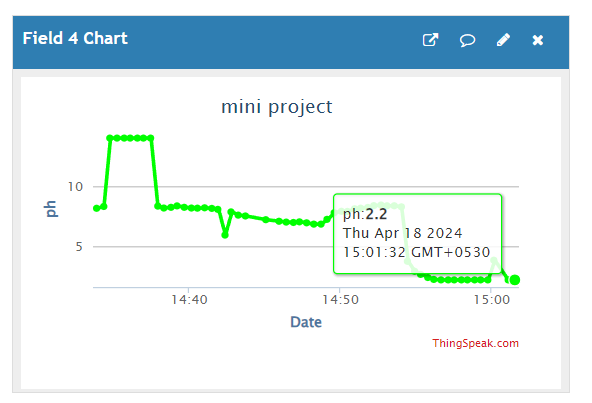 Field 4 Chart
mini project
ph
10
5
ph:2.2
Thu Apr 18 2024
15:01:32 GMT+0530
14:40
14:50
15:00
Date
ThingSpeak.com